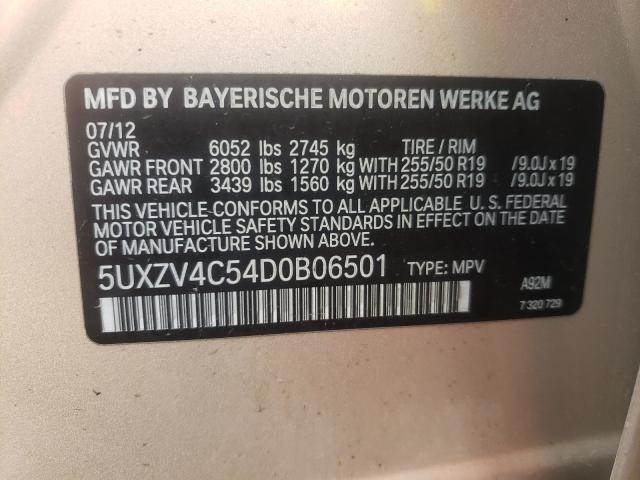 MFD BY BAYERISCHE MOTOREN WERKE AG
07/12
GVWR 6052 lbs 2745 kg TIRE / RIM
GAWR FRONT 2800 lbs 1270 kg WITH 255/50 R19 /9.0J x 19
GAWR REAR 3439 lbs 1560 kg WITH 255/50 R19 /9.0J x 19
THIS VEHICLE CONFORMS TO ALL APPLICABLE U. S. FEDERAL
MOTOR VEHICLE SAFETY STANDARDS IN EFFECT ON THE DATE
OF MANUFACTURE SHOWN ABOVE.
5UXZV4C54D0B06501 TYPE: MPV A92M
7 320 729